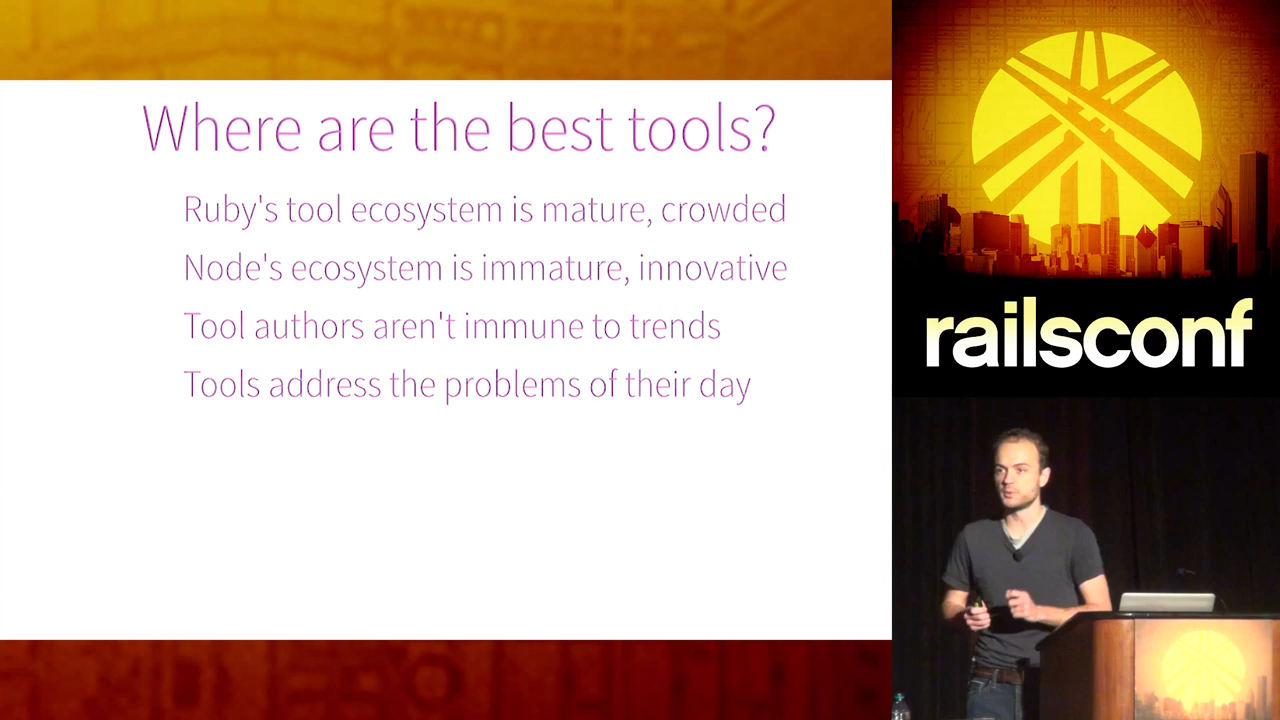 Where are the best tools?
Ruby's tool ecosystem is mature, crowded
Node's ecosystem is immature, innovative
Tool authors aren't immune to trends
Tools address the problems of their day
railsconf